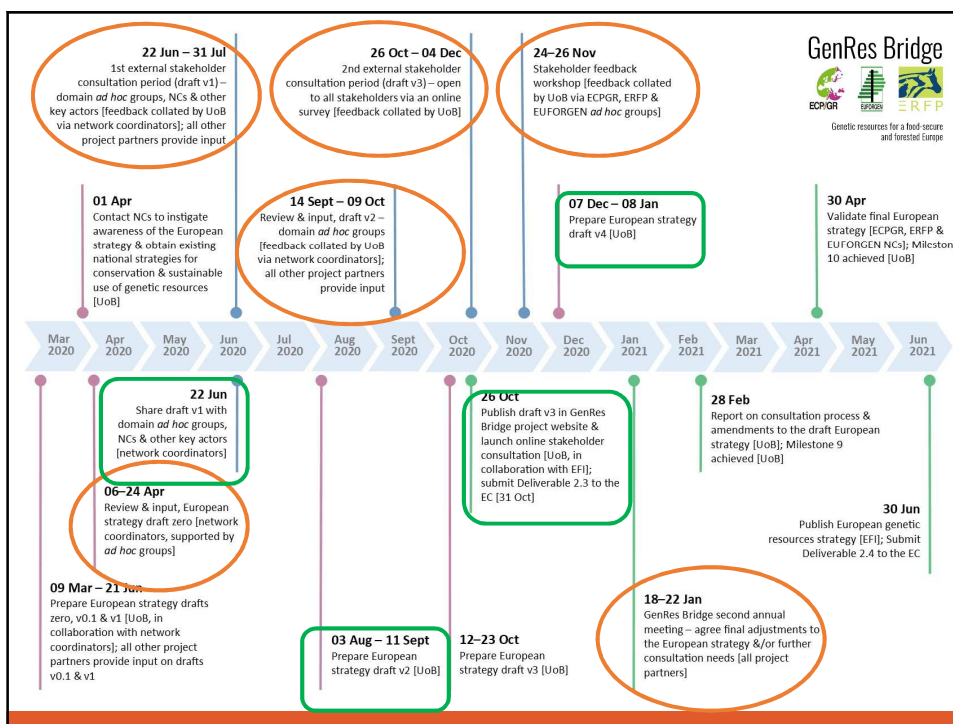 22 Jun – 31 Jul
1st external stakeholder
consultation period (draft v1) –
domain ad hoc groups, NCs & other
key actors [feedback collated by UoB
via network coordinators]; all other
project partners provide input
26 Oct – 04 Dec
2nd external stakeholder
consultation period (draft v3) – open
to all stakeholders via an online
survey [feedback collated by UoB]
24–26 Nov
Stakeholder feedback
workshop [feedback collated
by UoB via ECPGR, ERFP &
EUFORGEN ad hoc groups]
GenRes Bridge
ECP/GR
EUFORGEN
ERFP
Genetic resources for a food-secure
and forested Europe
01 Apr
Contact NCs to instigate
awareness of the European
strategy & obtain existing
national strategies for
conservation & sustainable
use of genetic resources
[UoB]
14 Sept – 09 Oct
Review & input, draft v2 –
domain ad hoc groups
[feedback collated by UoB
via network coordinators];
all other project partners
provide input
07 Dec – 08 Jan
Prepare European strategy
draft v4 [UoB]
30 Apr
Validate final European
strategy [ECPGR, ERFP &
EUFORGEN NCs]; Milestone
10 achieved [UoB]
Mar
2020
Apr
2020
May
2020
Jun
2020
Jul
2020
Aug
2020
Sept
2020
Oct
2020
Nov
2020
Dec
2020
Jan
2021
Feb
2021
Mar
2021
Apr
2021
May
2021
Jun
2021
22 Jun
Share draft v1 with
domain ad hoc groups,
NCs & other key actors
[network coordinators]
06–24 Apr
Review & input, European
strategy draft zero [network
coordinators, supported by
ad hoc groups]
09 Mar – 21 Jun
Prepare European strategy drafts
zero, v0.1 & v1 [UoB, in
collaboration with network
coordinators]; all other project
partners provide input on drafts
v0.1 & v1
03 Aug – 11 Sept
Prepare European
strategy draft v2 [UoB]
12–23 Oct
Prepare European
strategy draft v3 [UoB]
26 Oct
Publish draft v3 in GenRes
Bridge project website &
launch online stakeholder
consultation [UoB, in
collaboration with EFI];
submit Deliverable 2.3 to the
EC [31 Oct]
18–22 Jan
GenRes Bridge second annual
meeting – agree final adjustments to
the European strategy &/or further
consultation needs [all project
partners]
28 Feb
Report on consultation process &
amendments to the draft European
strategy [UoB]; Milestone 9
achieved [UoB]
30 Jun
Publish European genetic
resources strategy [EFI]; Submit
Deliverable 2.4 to the EC